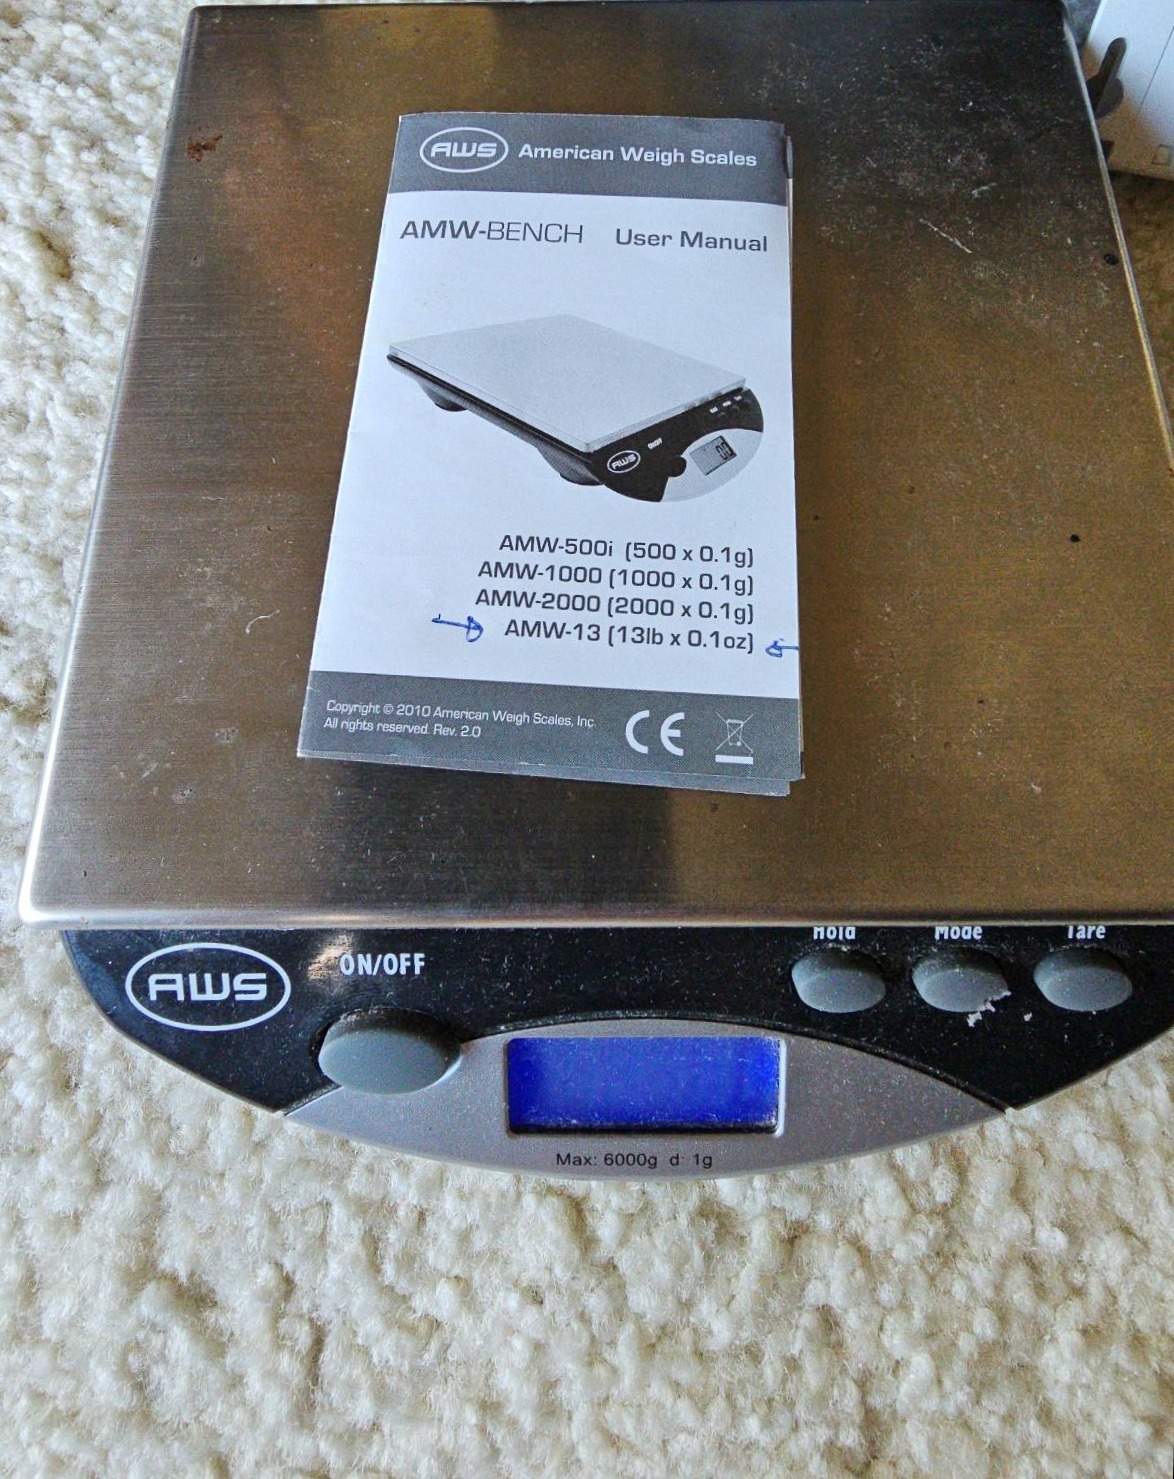 AWS American Weigh Scales
AMW-BENCH User Manual
0.0
AWS
AMW-500i (500 x 0.1g)
AMW-1000 (1000 x 0.1g)
AMW-2000 (2000 x 0.1g)
AMW-13 (13lb x 0.1oz)
Copyright © 2010 American Weigh Scales, Inc.
All rights reserved. Rev. 2.0
CE
Hold Mode Tare
AWS ON/OFF
Max: 6000g d: 1g